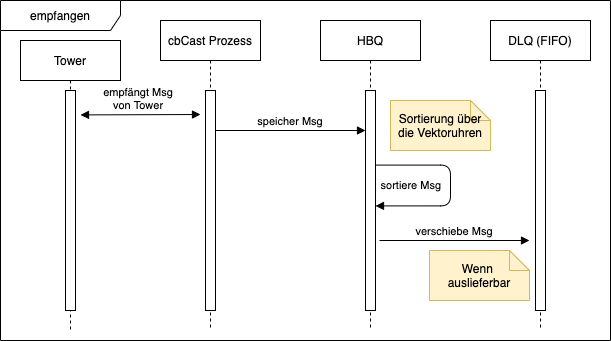 empfangen
Tower
cbCast Prozess
HBQ
DLQ (FIFO)
empfängt Msg
von Tower
speicher Msg
Sortierung über
die Vektoruhren
sortiere Msg
verschiebe Msg
Wenn
auslieferbar